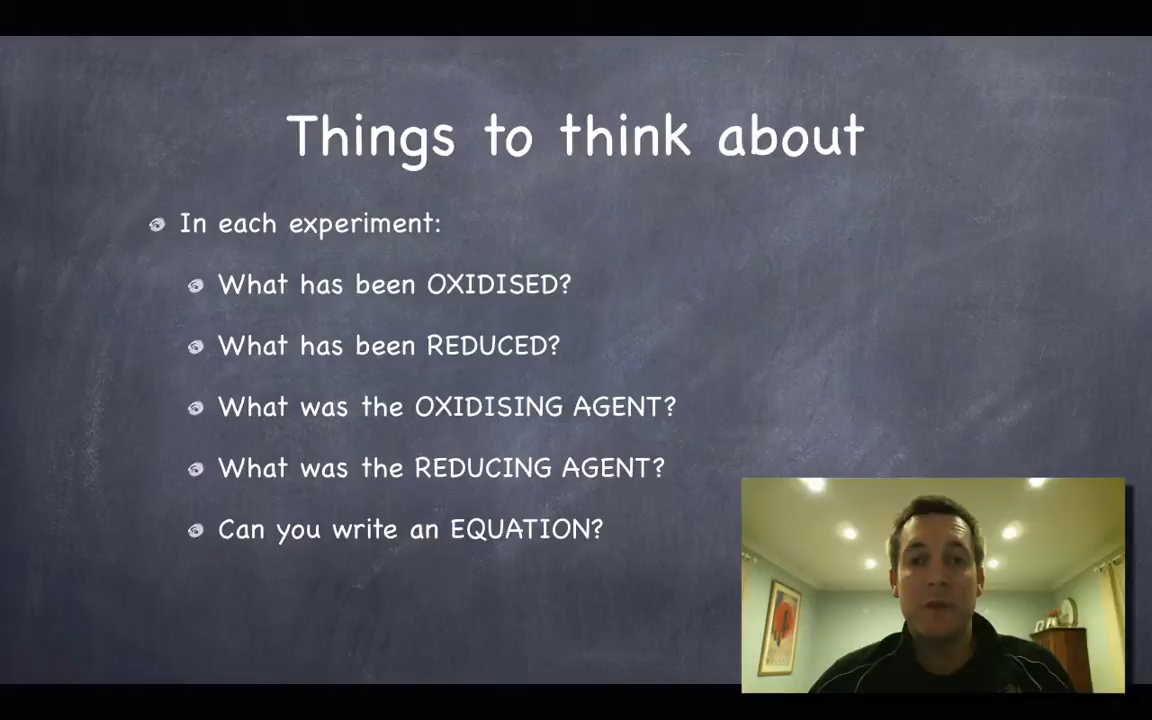 Things to think about
In each experiment:
What has been OXIDISED?
What has been REDUCED?
What was the OXIDISING AGENT?
What was the REDUCING AGENT?
Can you write an EQUATION?